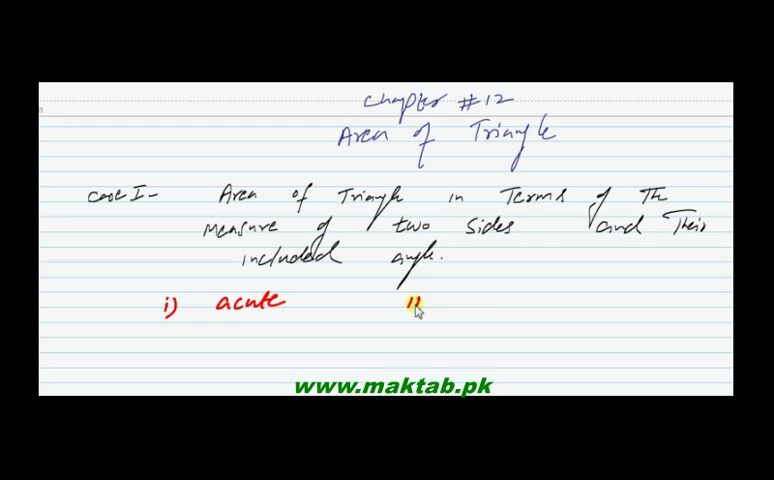 Chapter #12
Area of Triangle
Case I- Area of Triangle in Terms of The
Measure of two sides and Their
included angle.
i) acute ii
www.maktab.pk